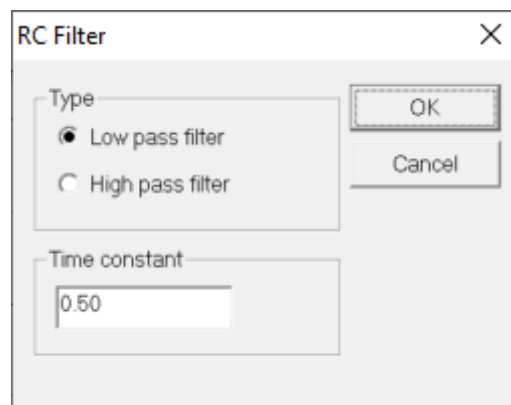 RC Filter
Type
Low pass filter
High pass filter
OK
Cancel
Time constant
0.50